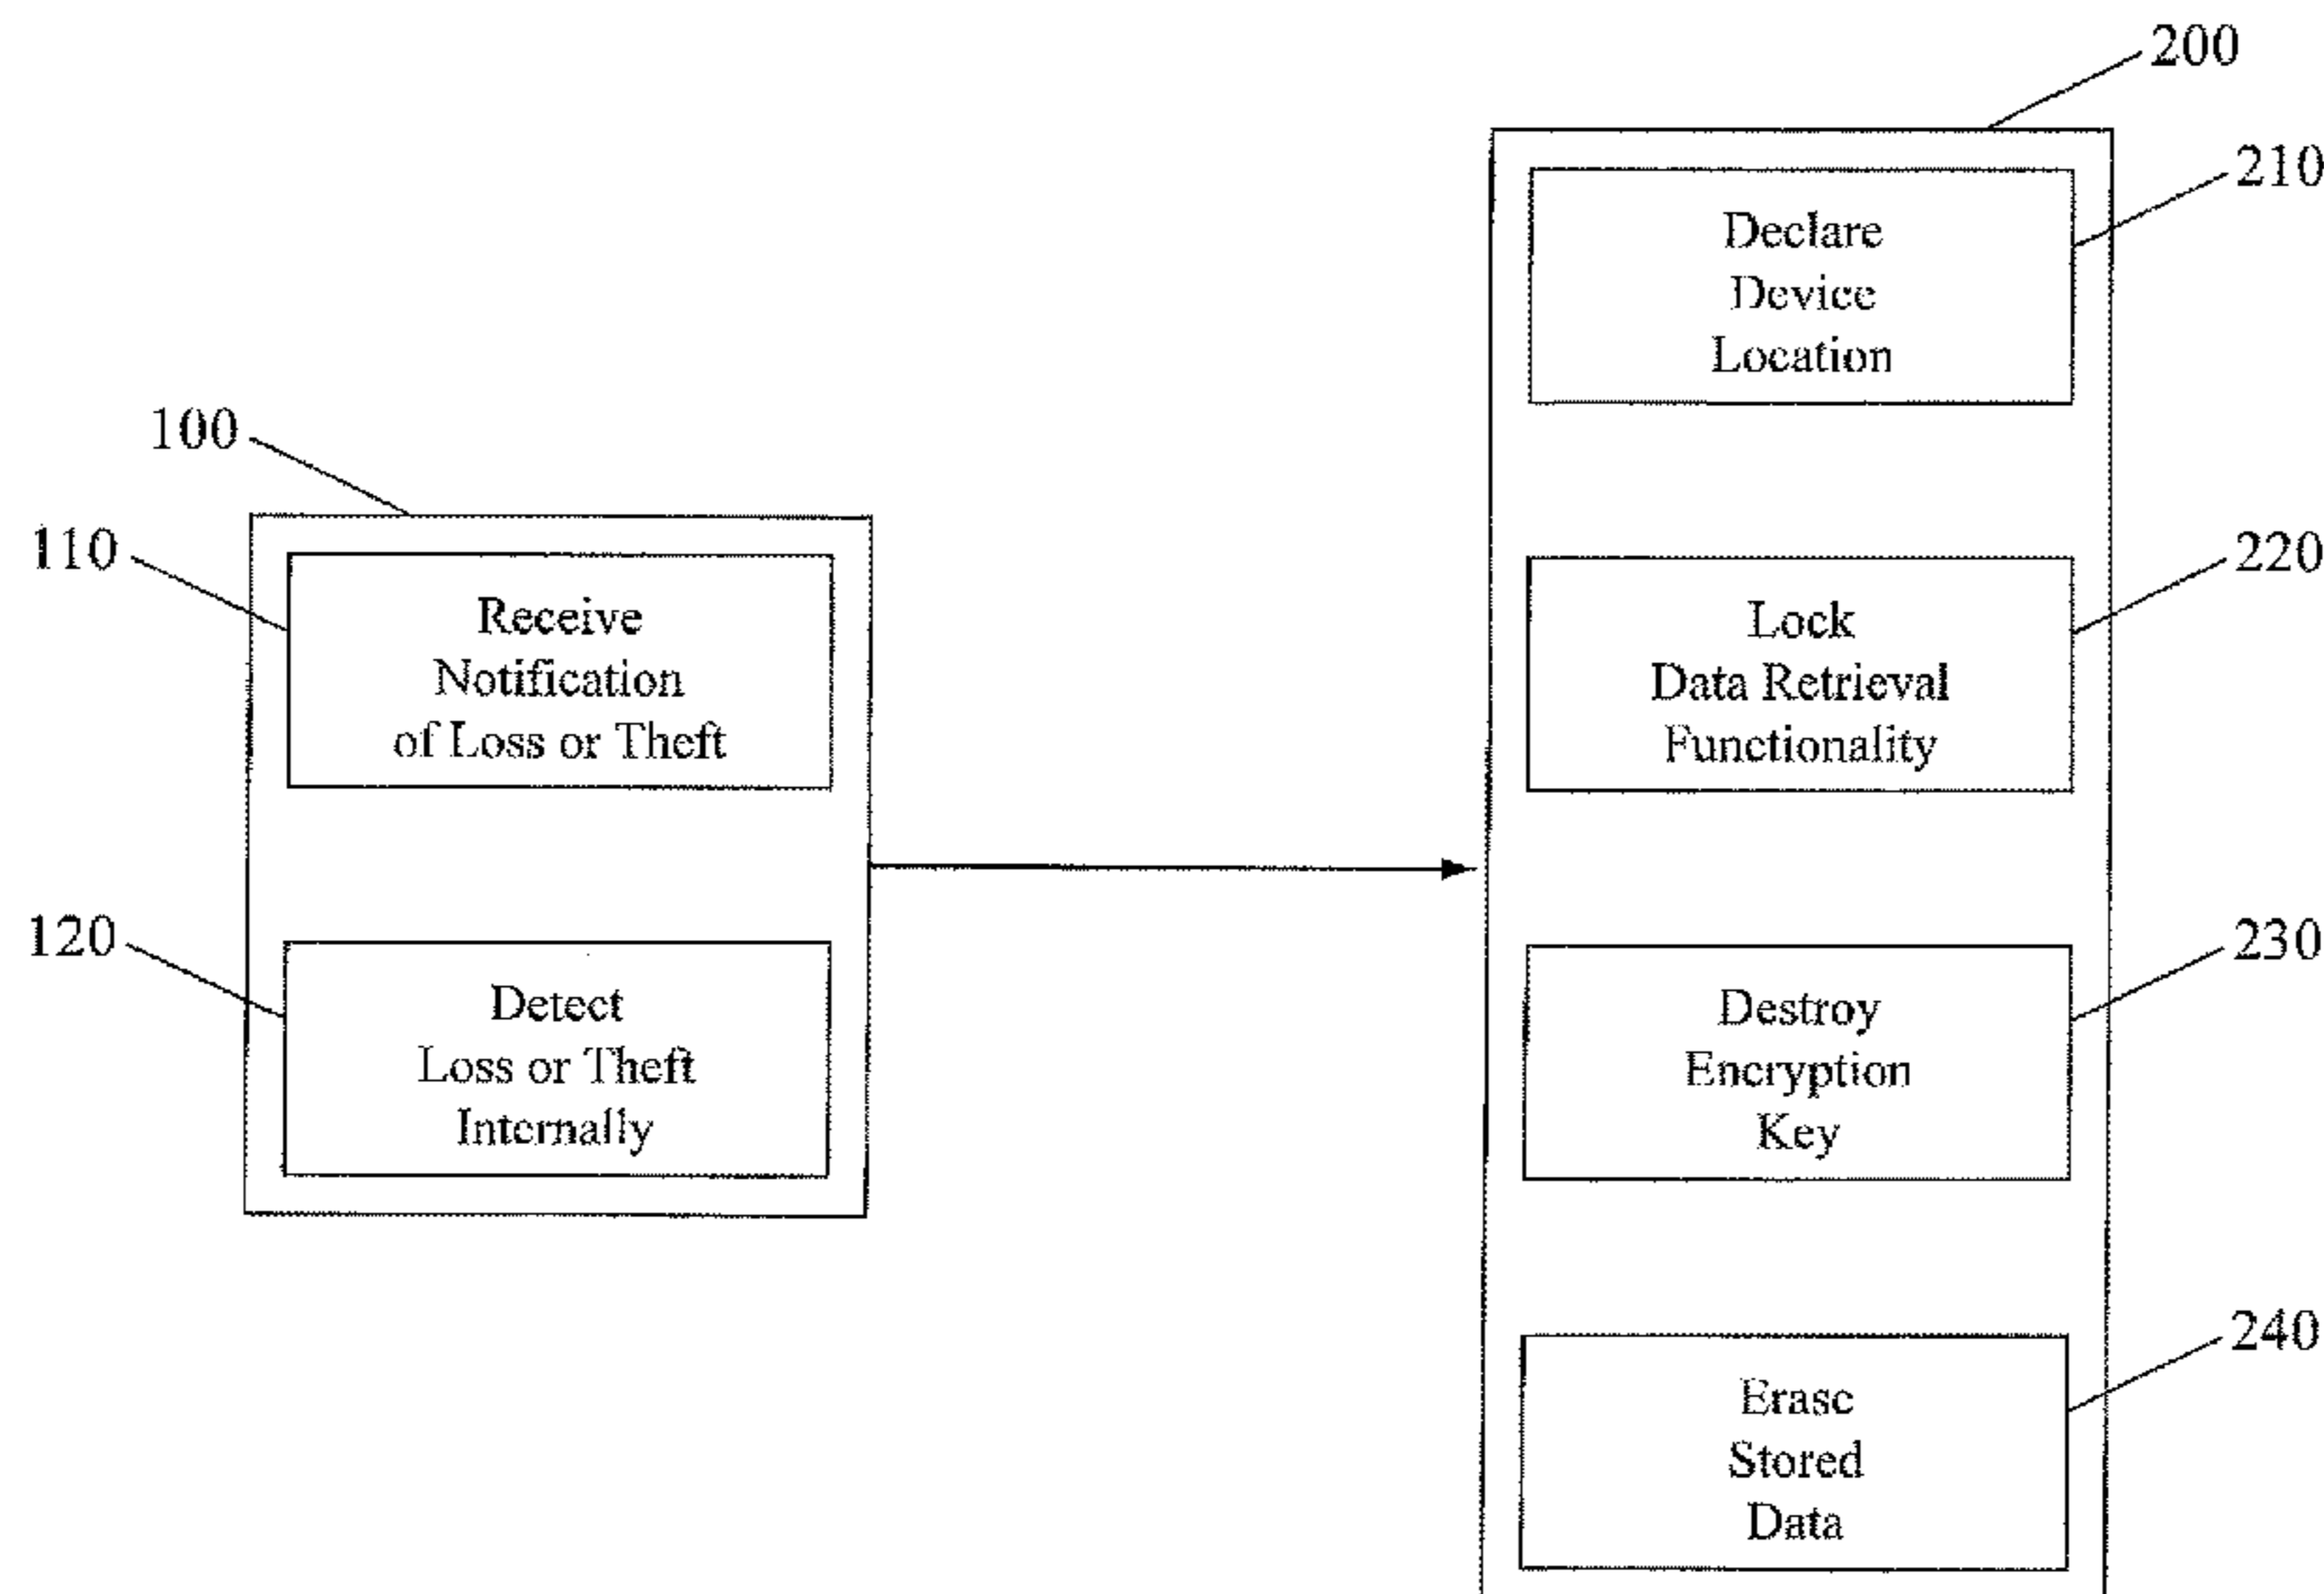 200
210
Declare
Device
Location
100
110
Receive
Notification
of Loss or Theft
220
Lock
Data Retrieval
Functionality
120
Detect
Loss or Theft
Internally
230
Destroy
Encryption
Key
240
Erase
Stored
Data